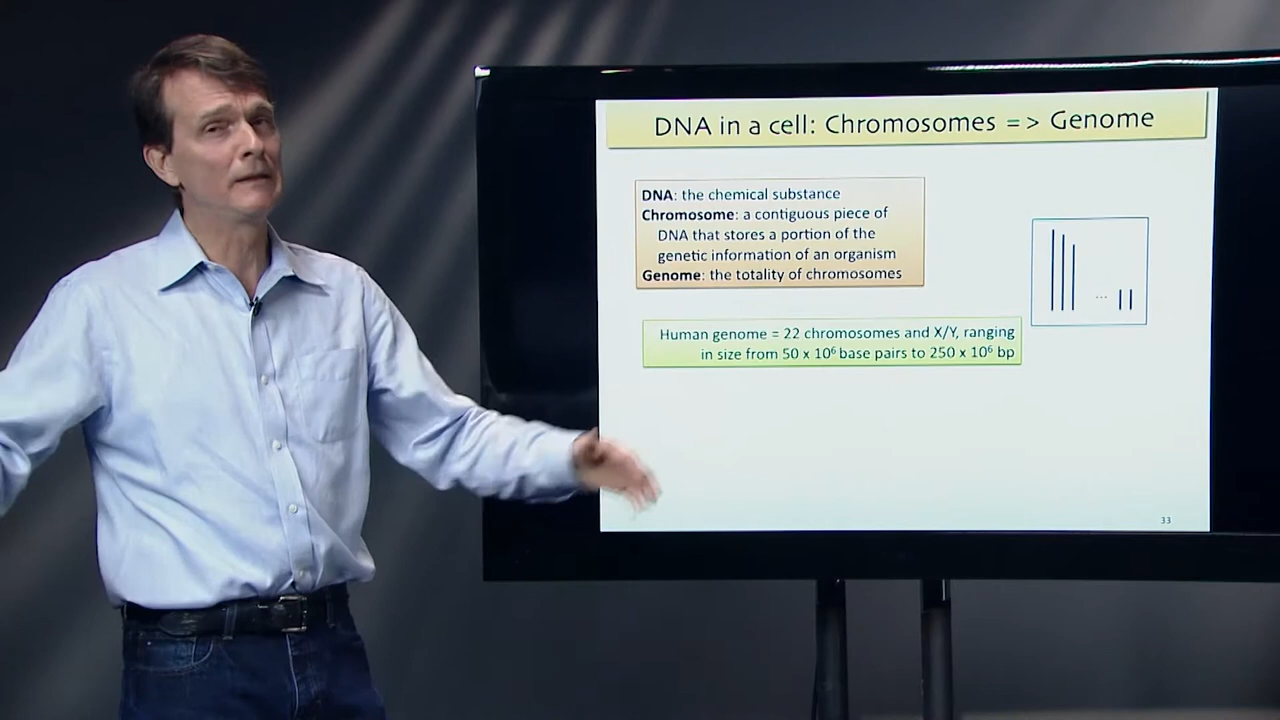 DNA in a cell: Chromosomes => Genome
DNA: the chemical substance
Chromosome: a contiguous piece of
DNA that stores a portion of the
genetic information of an organism
Genome: the totality of chromosomes
...
Human genome = 22 chromosomes and X/Y, ranging
in size from 50 x 10⁶ base pairs to 250 x 10⁶ bp
33